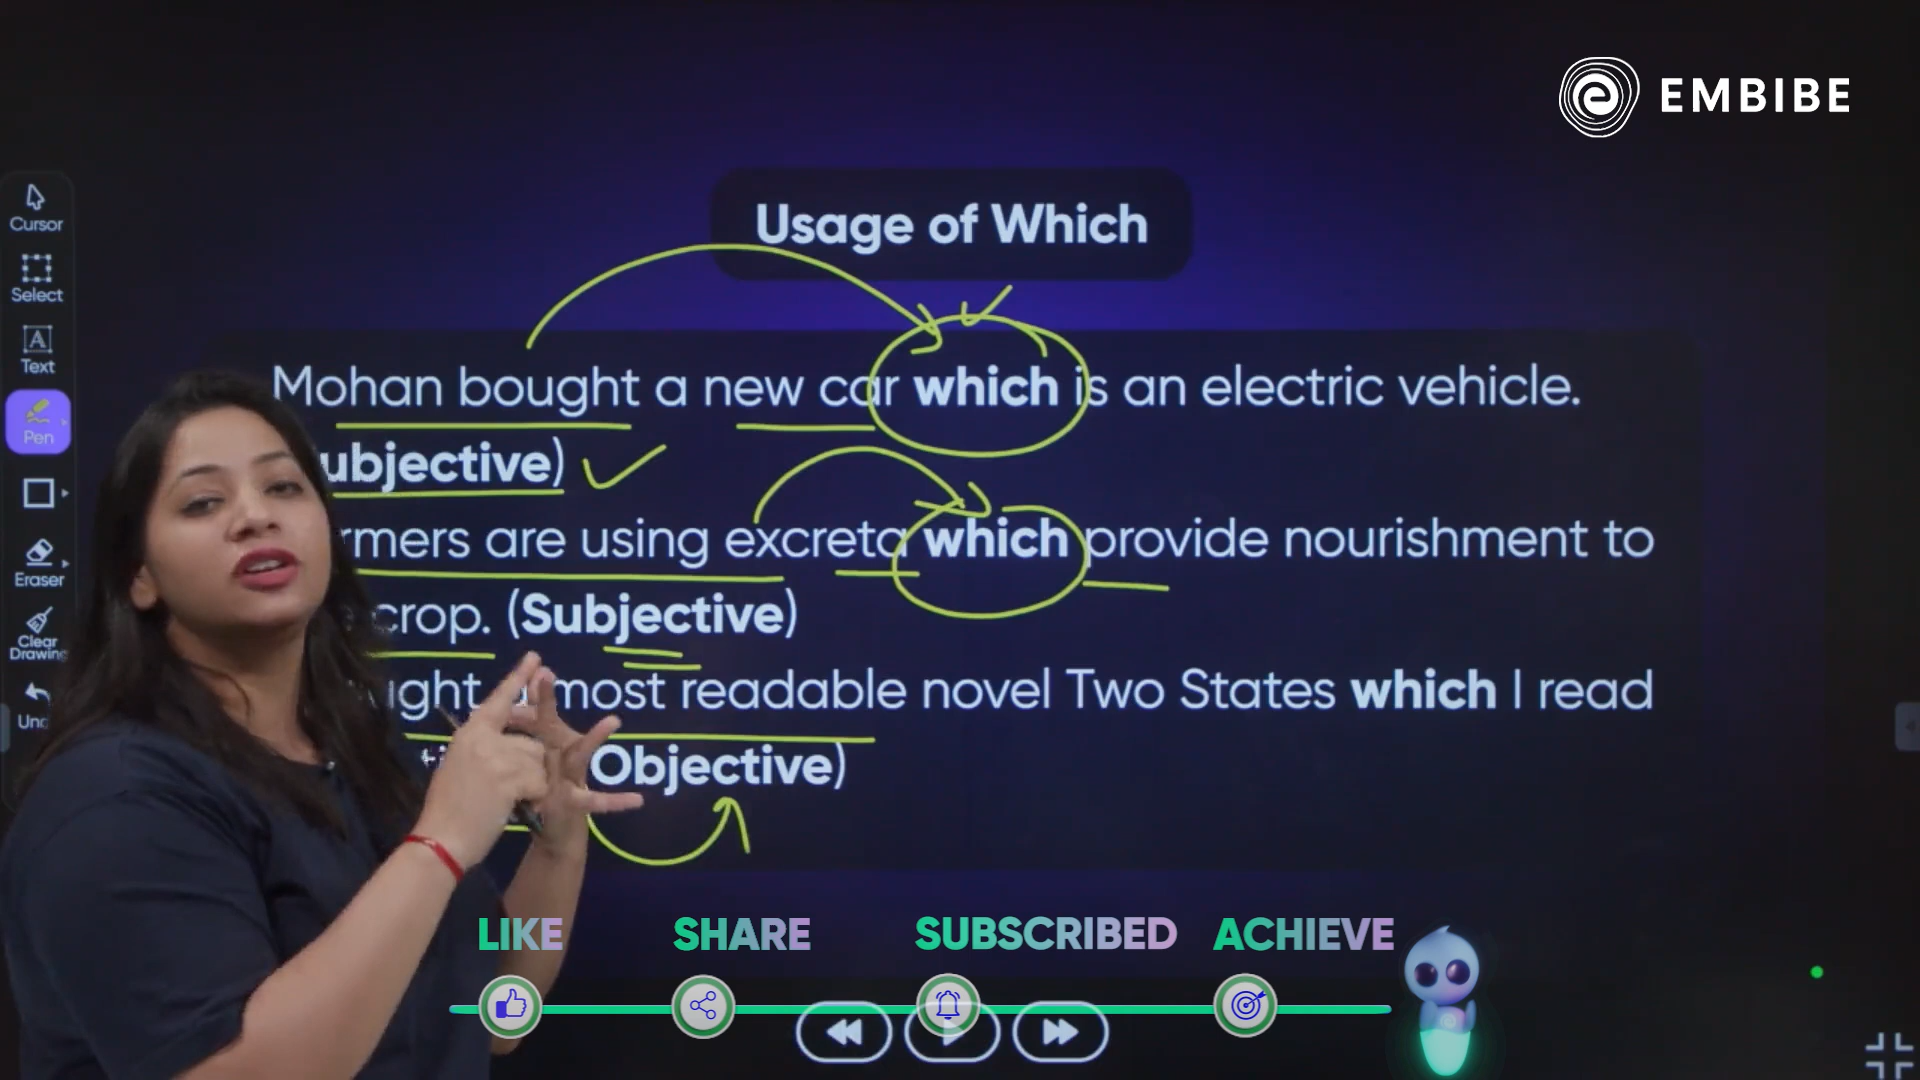 EMBIBE
Usage of Which
Cursor
Select
Text
Pen
Eraser
Clear
Drawing
Mohan bought a new car which is an electric vehicle.
ubjective)
rmers are using excreta which provide nourishment to
crop. (Subjective)
ght a most readable novel Two States which I read
Objective)
LIKE SHARE SUBSCRIBED ACHIEVE